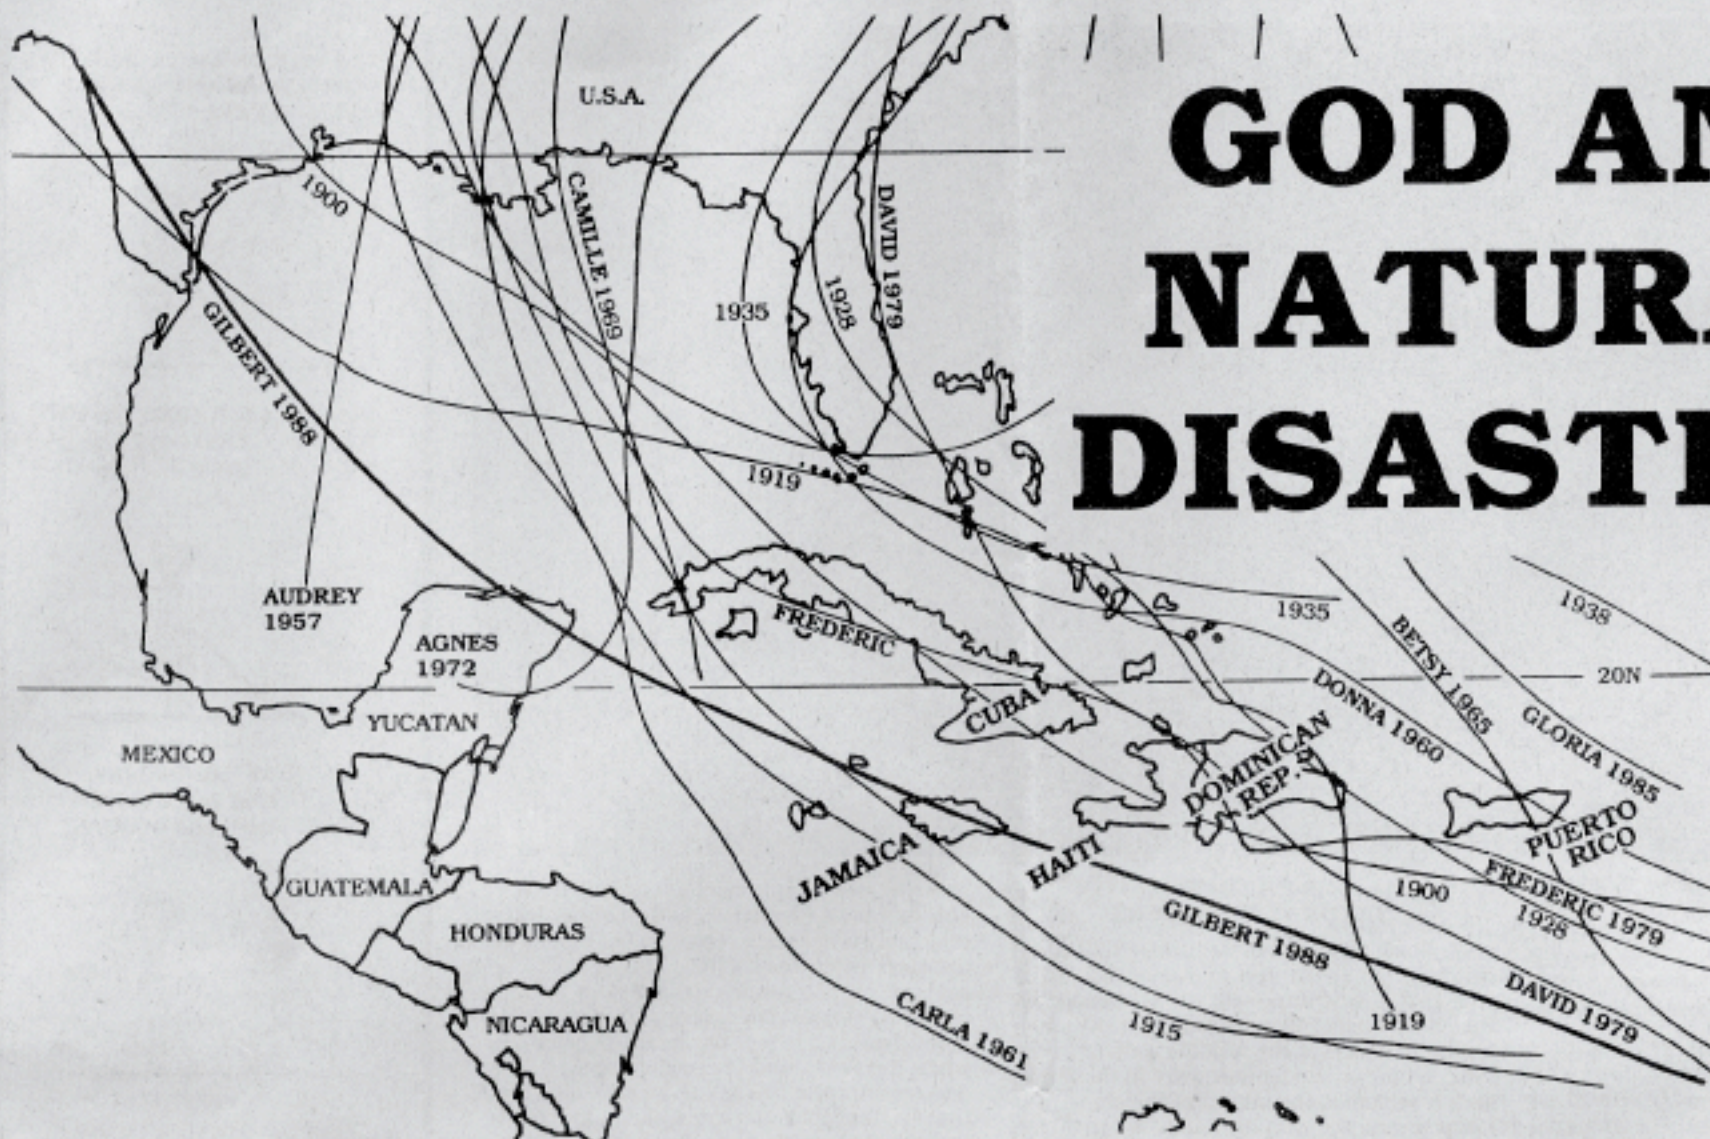 U.S.A.
GOD AN
NATUR
DISAST
1900
CAMILLE 1969
DAVID 1979
1935
1928
GILBERT 1988
1919
AUDREY
1957
AGNES
1972
FREDERIC
1935
1938
BETSY 1965
20N
DONNA 1960
GLORIA 1985
CUBA
YUCATAN
MEXICO
DOMINICAN
REP.
PUERTO
RICO
JAMAICA
HAITI
GUATEMALA
1900
FREDERIC 1979
1928
GILBERT 1988
HONDURAS
DAVID 1979
NICARAGUA
CARLA 1961
1915
1919